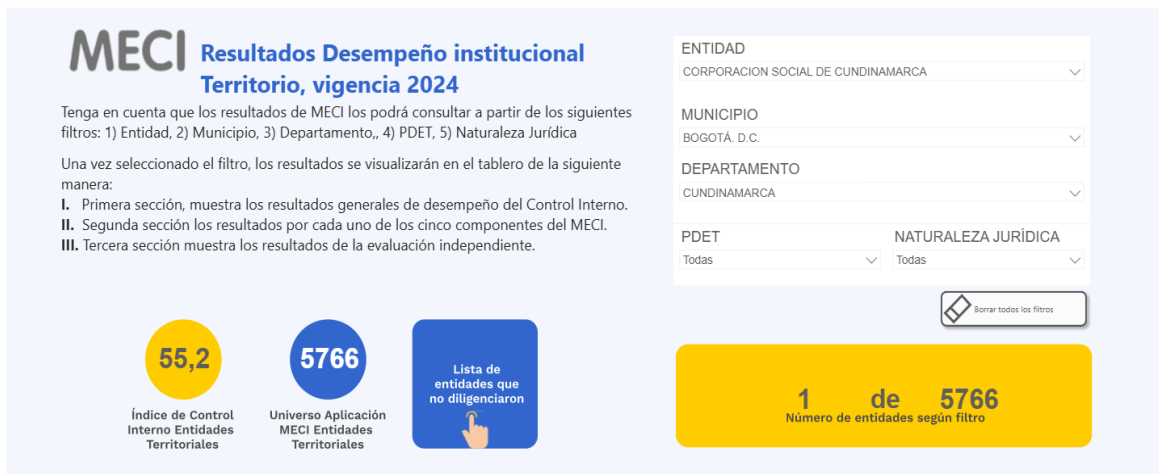 MECI
Resultados Desempeño institucional
Territorio, vigencia 2024
Tenga en cuenta que los resultados de MECI los podrá consultar a partir de los siguientes
filtros: 1) Entidad, 2) Municipio, 3) Departamento,, 4) PDET, 5) Naturaleza Jurídica
Una vez seleccionado el filtro, los resultados se visualizarán en el tablero de la siguiente
manera:
I. Primera sección, muestra los resultados generales de desempeño del Control Interno.
II. Segunda sección los resultados por cada uno de los cinco componentes del MECI.
III. Tercera sección muestra los resultados de la evaluación independiente.
ENTIDAD
CORPORACION SOCIAL DE CUNDINAMARCA
MUNICIPIO
BOGOTÁ. D.C.
DEPARTAMENTO
CUNDINAMARCA
PDET
Todas
NATURALEZA JURÍDICA
Todas
Borrar todos los filtros
55,2
Índice de Control
Interno Entidades
Territoriales
5766
Universo Aplicación
MECI Entidades
Territoriales
Lista de
entidades que
no diligenciaron
1 de 5766
Número de entidades según filtro